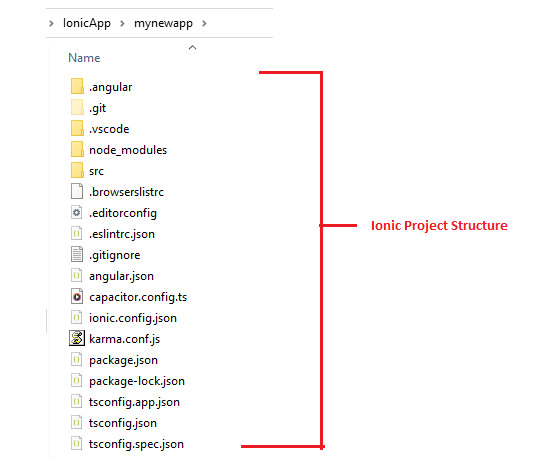 IonicApp > mynewapp >
Name
.angular
.git
.vscode
node_modules
src
.browserslistrc
.editorconfig
.eslintrc.json
Ionic Project Structure
.gitignore
angular.json
capacitor.config.ts
ionic.config.json
karma.conf.js
package.json
package-lock.json
tsconfig.app.json
tsconfig.json
tsconfig.spec.json